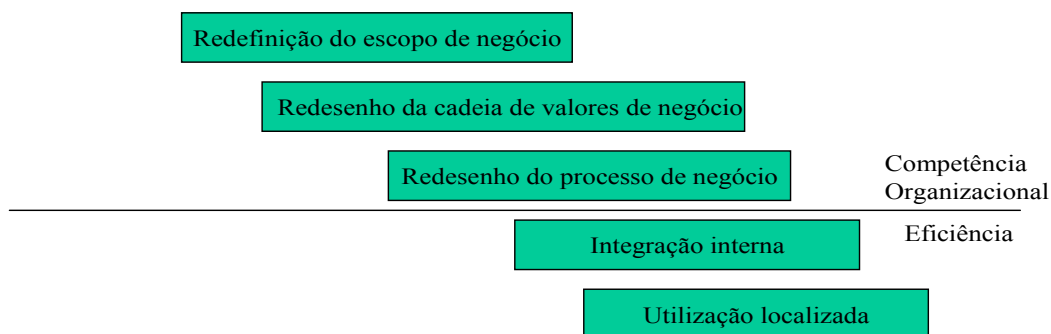 Redefinição do escopo de negócio
Redesenho da cadeia de valores de negócio
Redesenho do processo de negócio
Competência
Organizacional
Eficiência
Integração interna
Utilização localizada